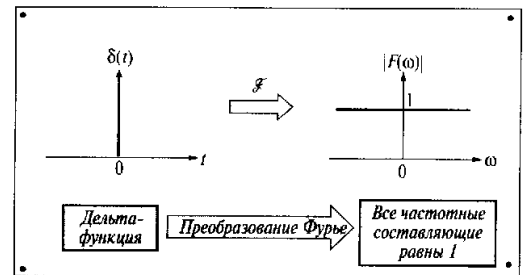 δ(t)
|F(ω)|
ℱ
1
0
t
0
ω
Дельта-
функция
Преобразование Фурье
Все частотные
составляющие
равны 1